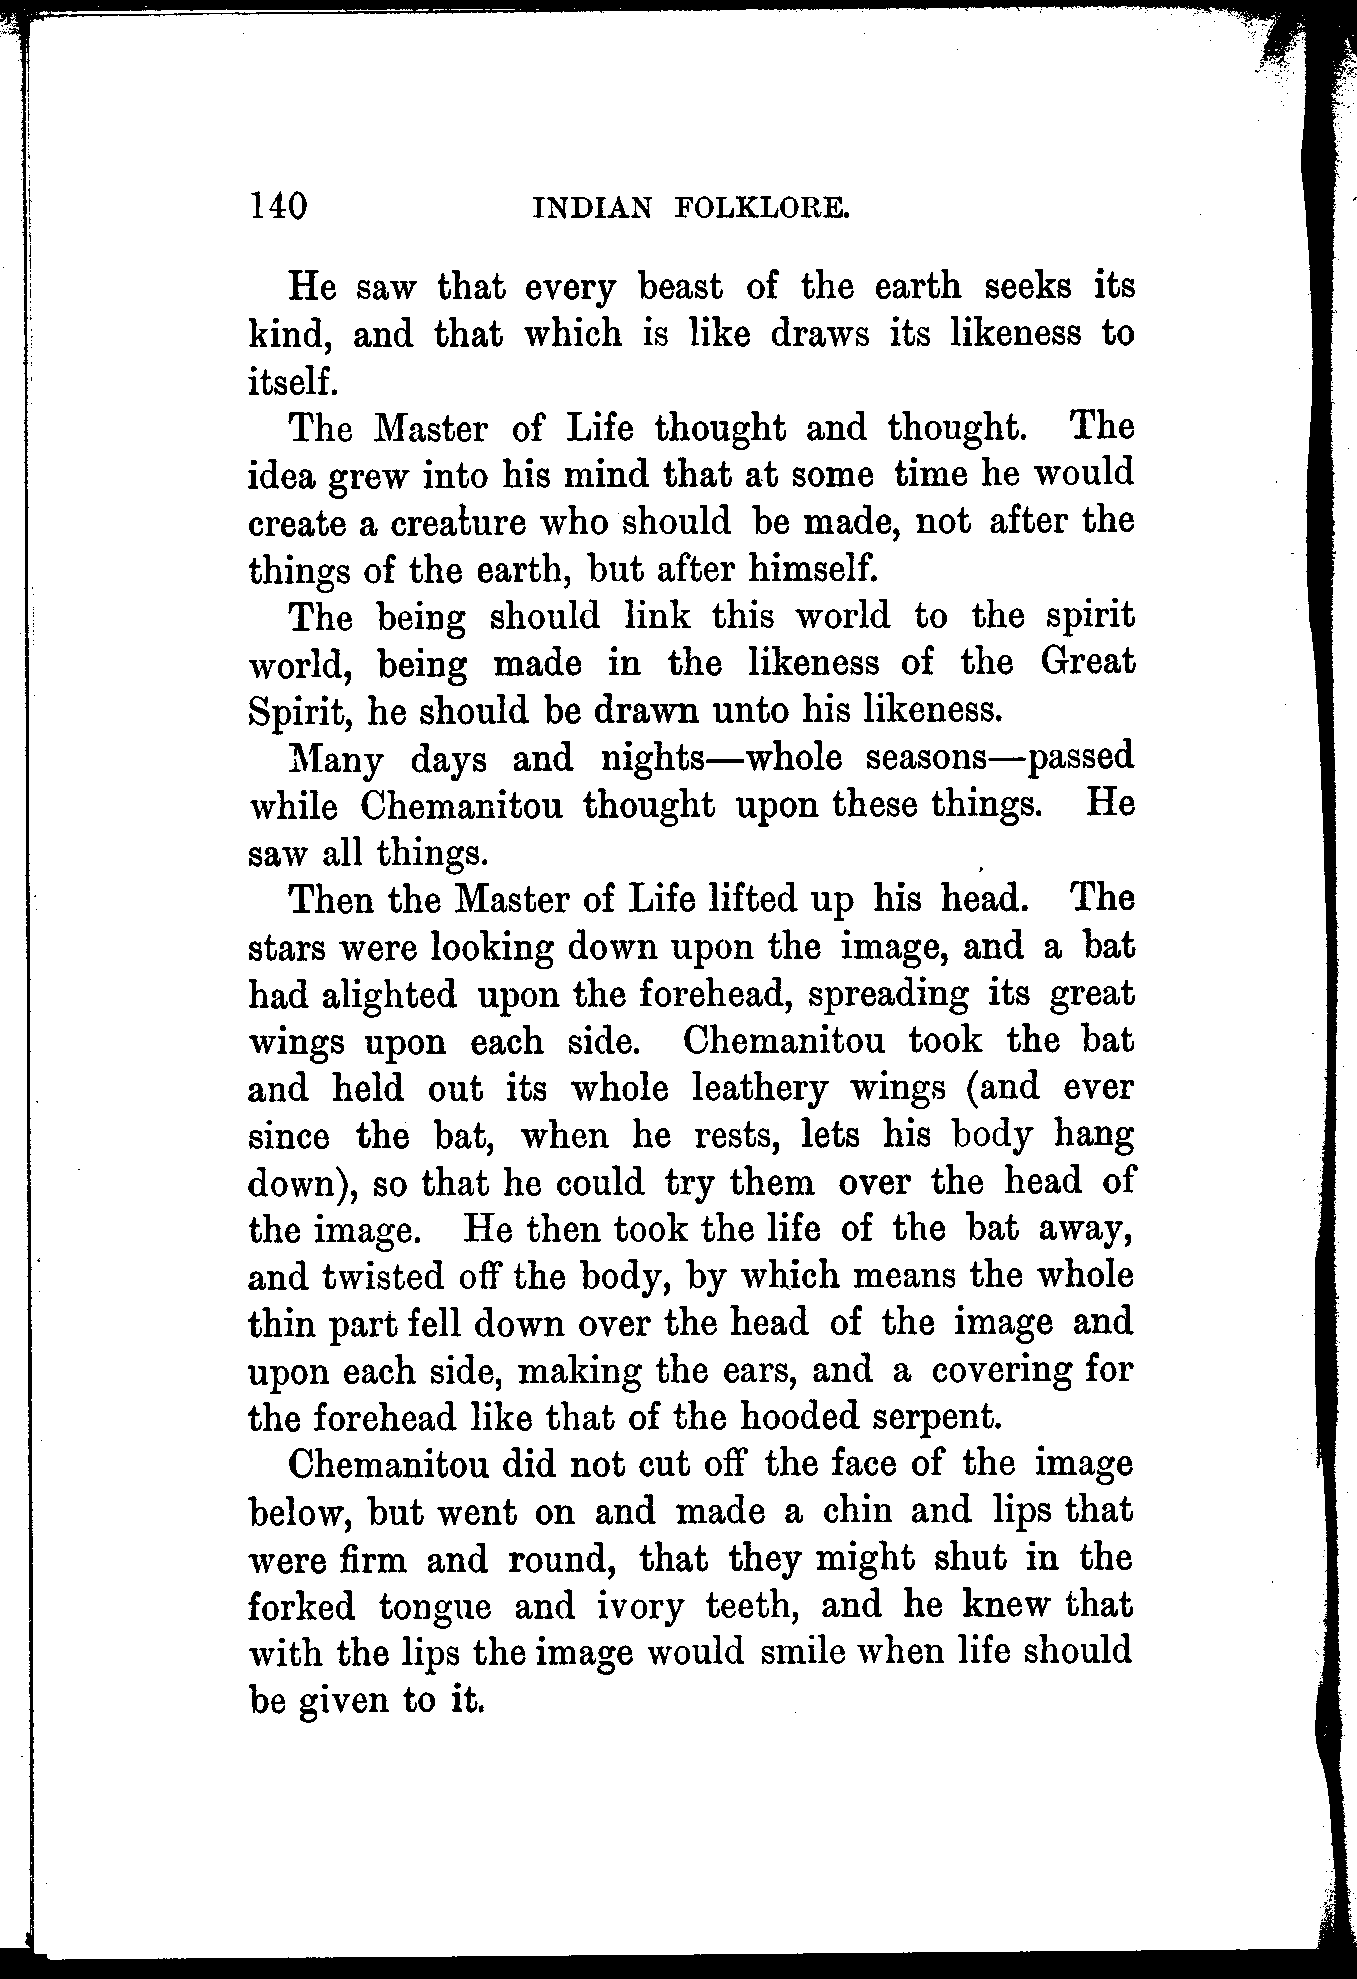 140 INDIAN FOLKLORE.
He saw that every beast of the earth seeks its
kind, and that which is like draws its likeness to
itself.
The Master of Life thought and thought. The
idea grew into his mind that at some time he would
create a creature who should be made, not after the
things of the earth, but after himself.
The being should link this world to the spirit
world, being made in the likeness of the Great
Spirit, he should be drawn unto his likeness.
Many days and nights—whole seasons—passed
while Chemanitou thought upon these things. He
saw all things.
Then the Master of Life lifted up his head. The
stars were looking down upon the image, and a bat
had alighted upon the forehead, spreading its great
wings upon each side. Chemanitou took the bat
and held out its whole leathery wings (and ever
since the bat, when he rests, lets his body hang
down), so that he could try them over the head of
the image. He then took the life of the bat away,
and twisted off the body, by which means the whole
thin part fell down over the head of the image and
upon each side, making the ears, and a covering for
the forehead like that of the hooded serpent.
Chemanitou did not cut off the face of the image
below, but went on and made a chin and lips that
were firm and round, that they might shut in the
forked tongue and ivory teeth, and he knew that
with the lips the image would smile when life should
be given to it.